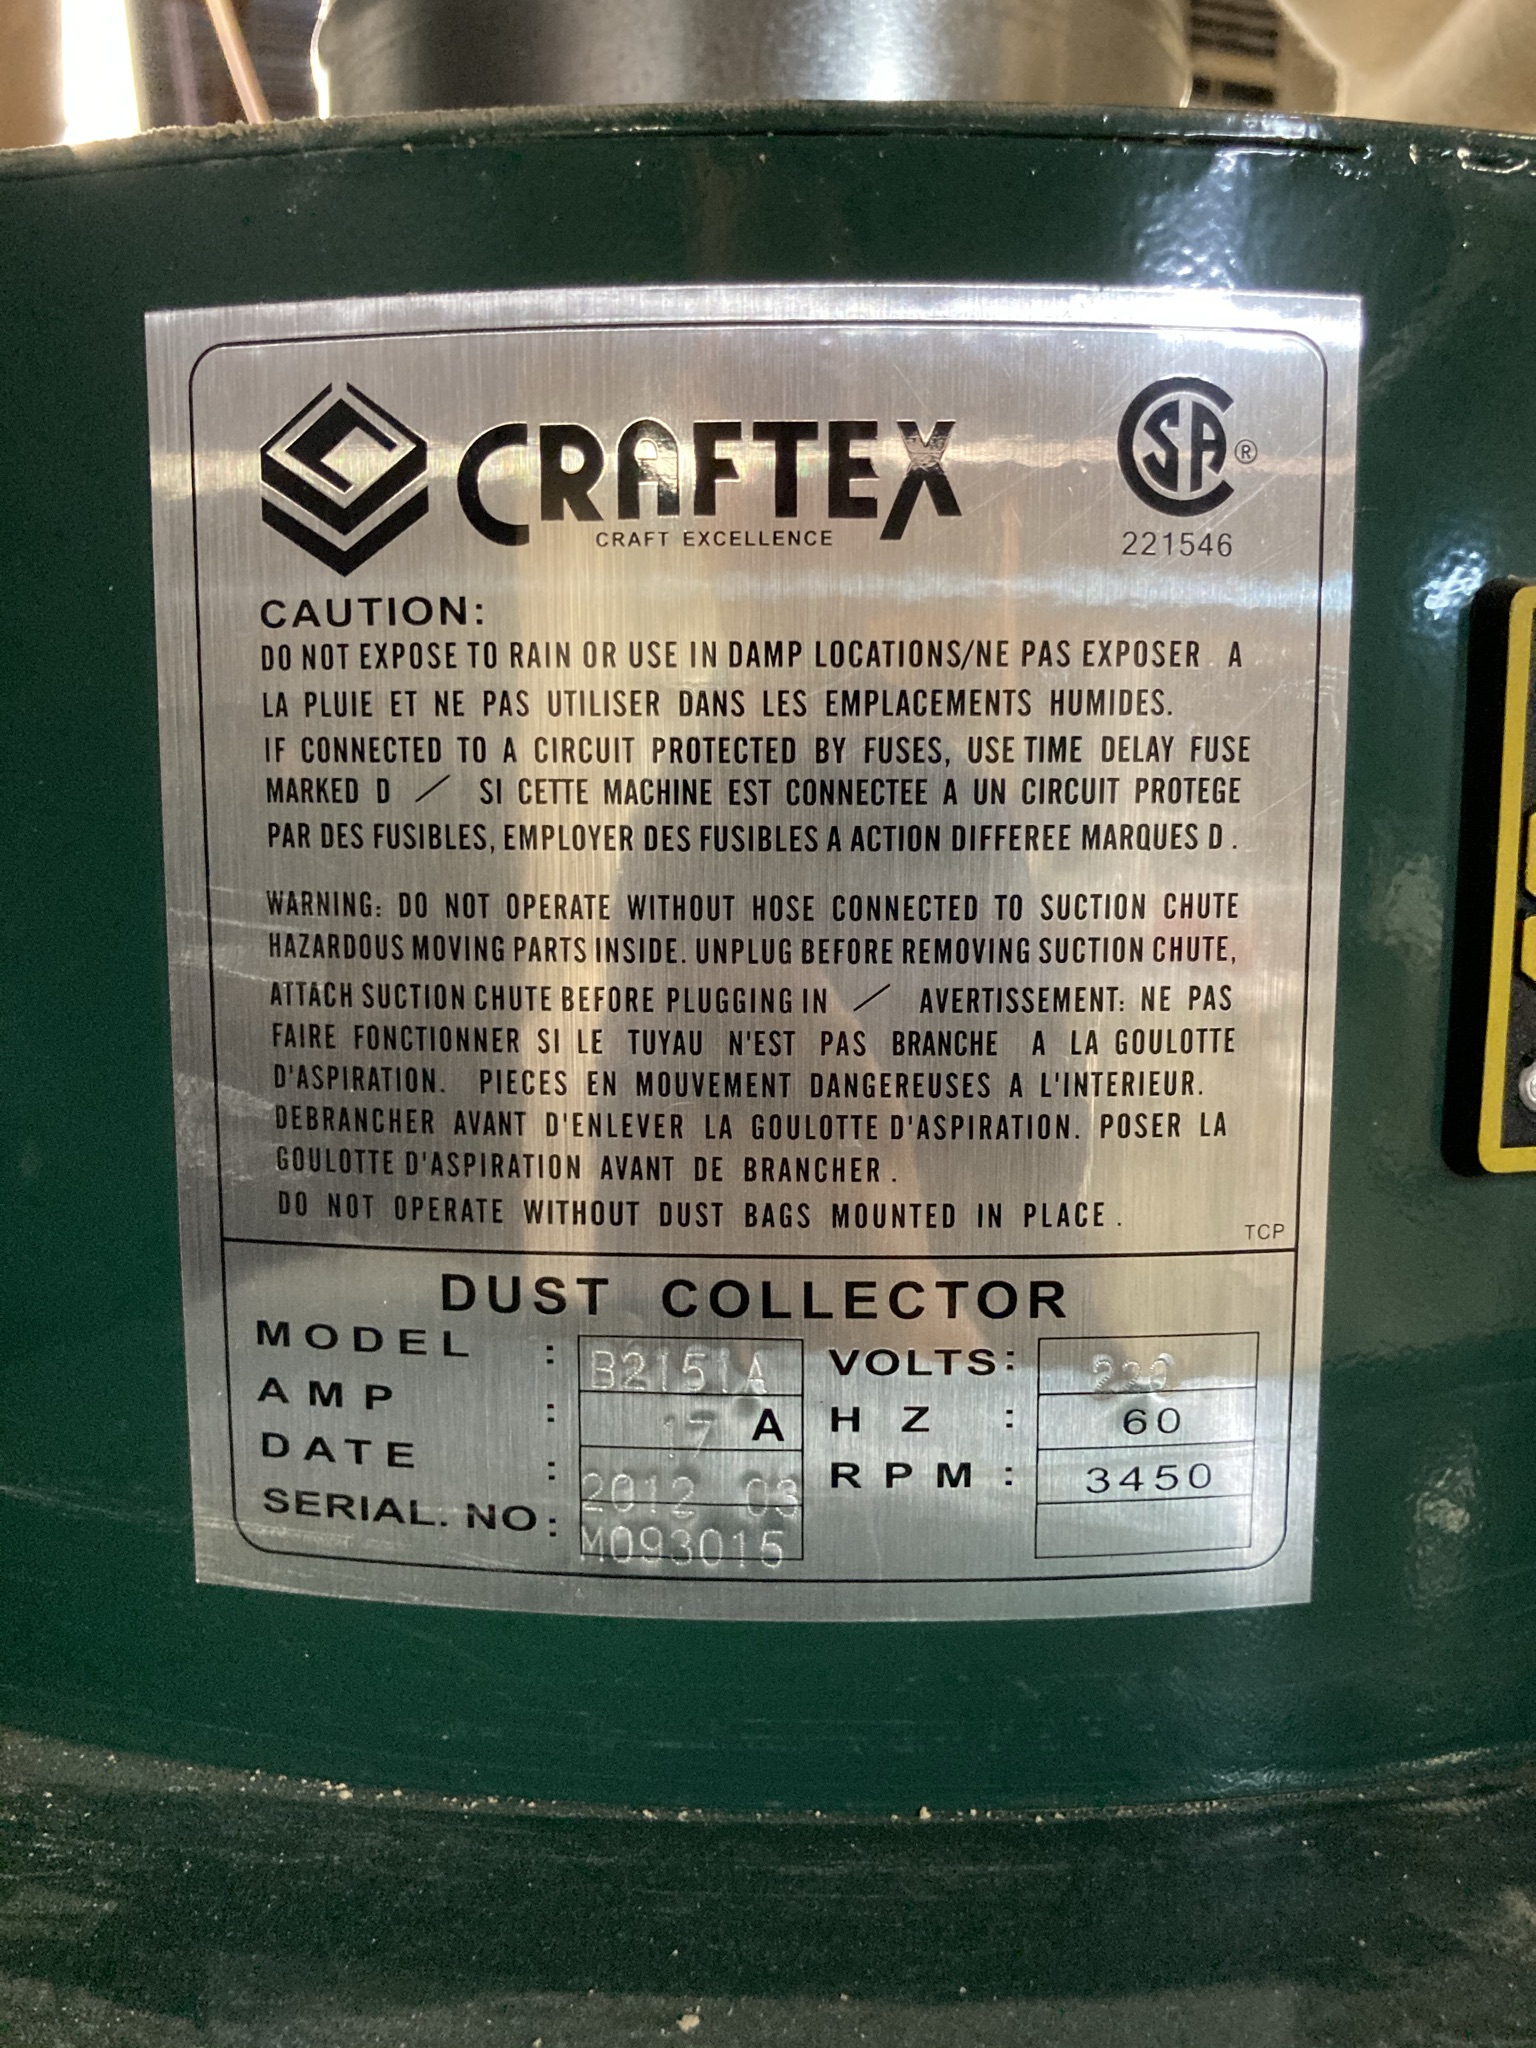 CRAFTEX
CRAFT EXCELLENCE
CSA ®
221546
CAUTION:
DO NOT EXPOSE TO RAIN OR USE IN DAMP LOCATIONS/NE PAS EXPOSER A
LA PLUIE ET NE PAS UTILISER DANS LES EMPLACEMENTS HUMIDES.
IF CONNECTED TO A CIRCUIT PROTECTED BY FUSES, USE TIME DELAY FUSE
MARKED D / SI CETTE MACHINE EST CONNECTEE A UN CIRCUIT PROTEGE
PAR DES FUSIBLES, EMPLOYER DES FUSIBLES A ACTION DIFFEREE MARQUES D .
WARNING: DO NOT OPERATE WITHOUT HOSE CONNECTED TO SUCTION CHUTE
HAZARDOUS MOVING PARTS INSIDE. UNPLUG BEFORE REMOVING SUCTION CHUTE,
ATTACH SUCTION CHUTE BEFORE PLUGGING IN / AVERTISSEMENT: NE PAS
FAIRE FONCTIONNER SI LE TUYAU N'EST PAS BRANCHE A LA GOULOTTE
D'ASPIRATION. PIECES EN MOUVEMENT DANGEREUSES A L'INTERIEUR.
DEBRANCHER AVANT D'ENLEVER LA GOULOTTE D'ASPIRATION. POSER LA
GOULOTTE D'ASPIRATION AVANT DE BRANCHER .
DO NOT OPERATE WITHOUT DUST BAGS MOUNTED IN PLACE .
TCP
DUST COLLECTOR
MODEL : B2151A VOLTS: 220
AMP : 17 A HZ : 60
DATE : 2012 03 RPM : 3450
SERIAL. NO: M093015